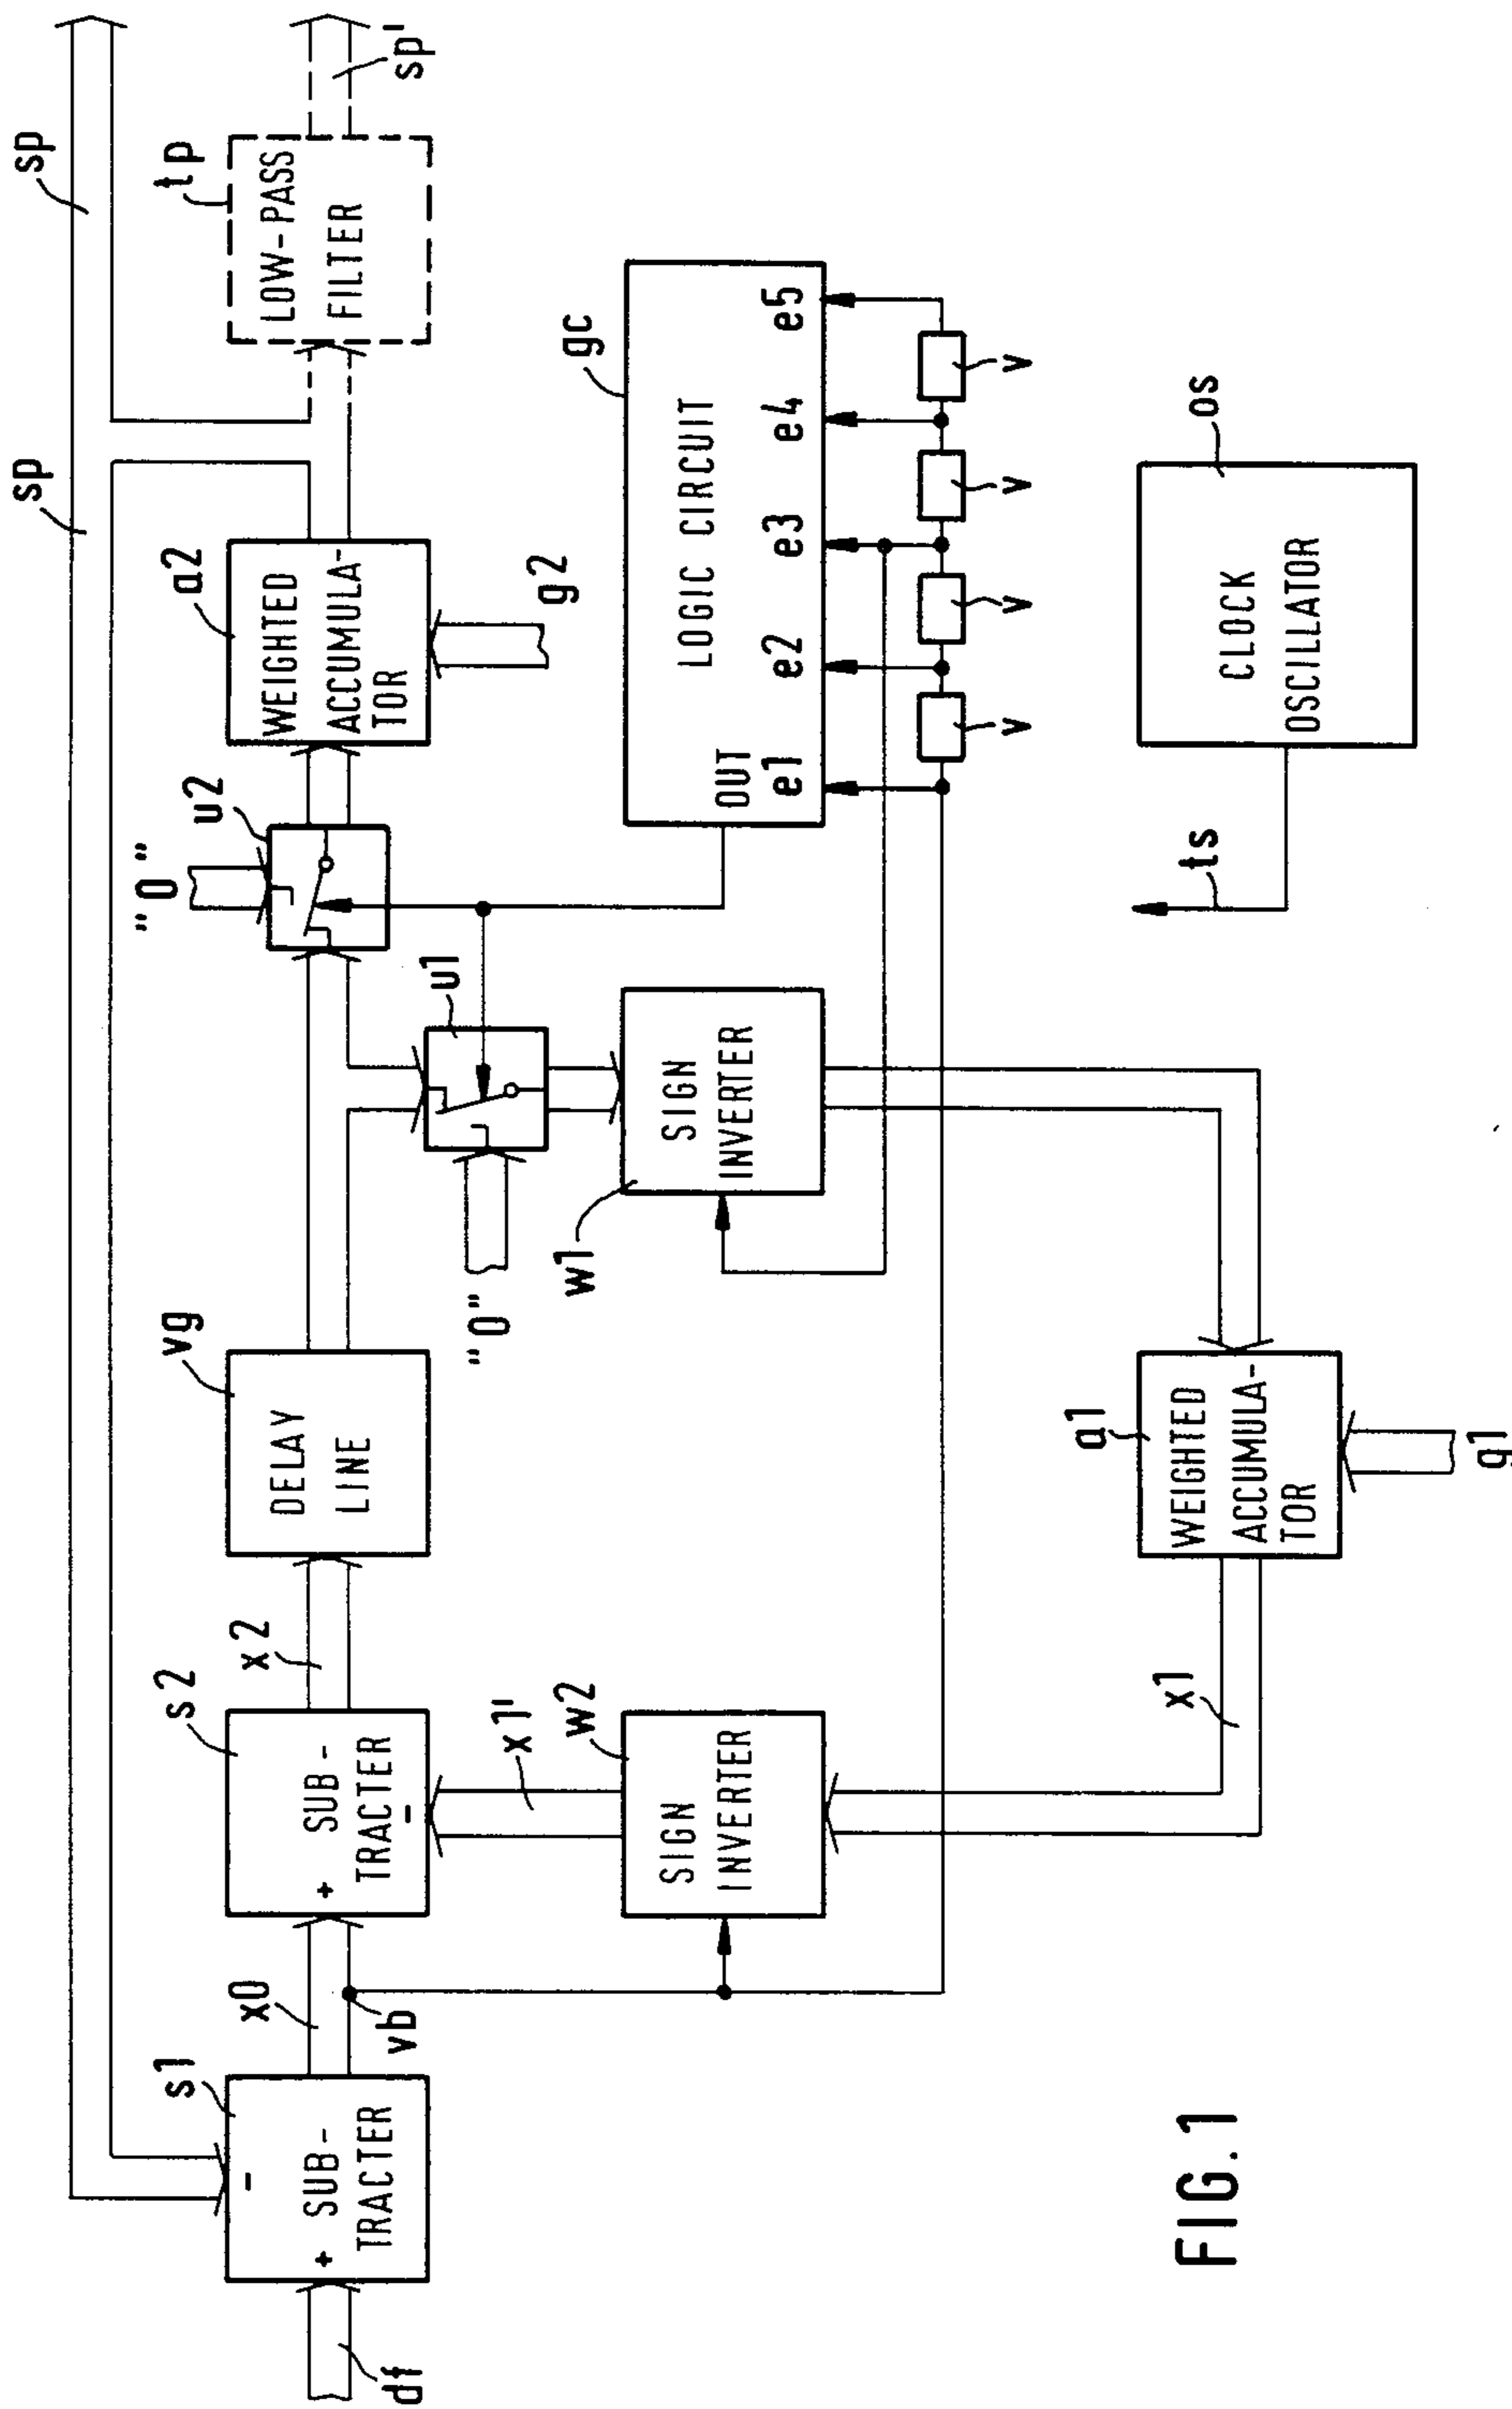 sp
sp
s1
+ SUB-
TRACTER
−
df
x0
vb
s2
SUB-
+ TRACTER
−
x2
vg
DELAY
LINE
"0"
u2
a2
WEIGHTED
ACCUMULA-
TOR
g2
tp
LOW-PASS
FILTER
sp'
x1'
w2
SIGN
INVERTER
"0"
u1
w1
SIGN
INVERTER
gc
LOGIC CIRCUIT
OUT
e1 e2 e3 e4 e5
v v v v
x1
a1
WEIGHTED
ACCUMULA-
TOR
g1
ts
os
CLOCK
OSCILLATOR
FIG.1